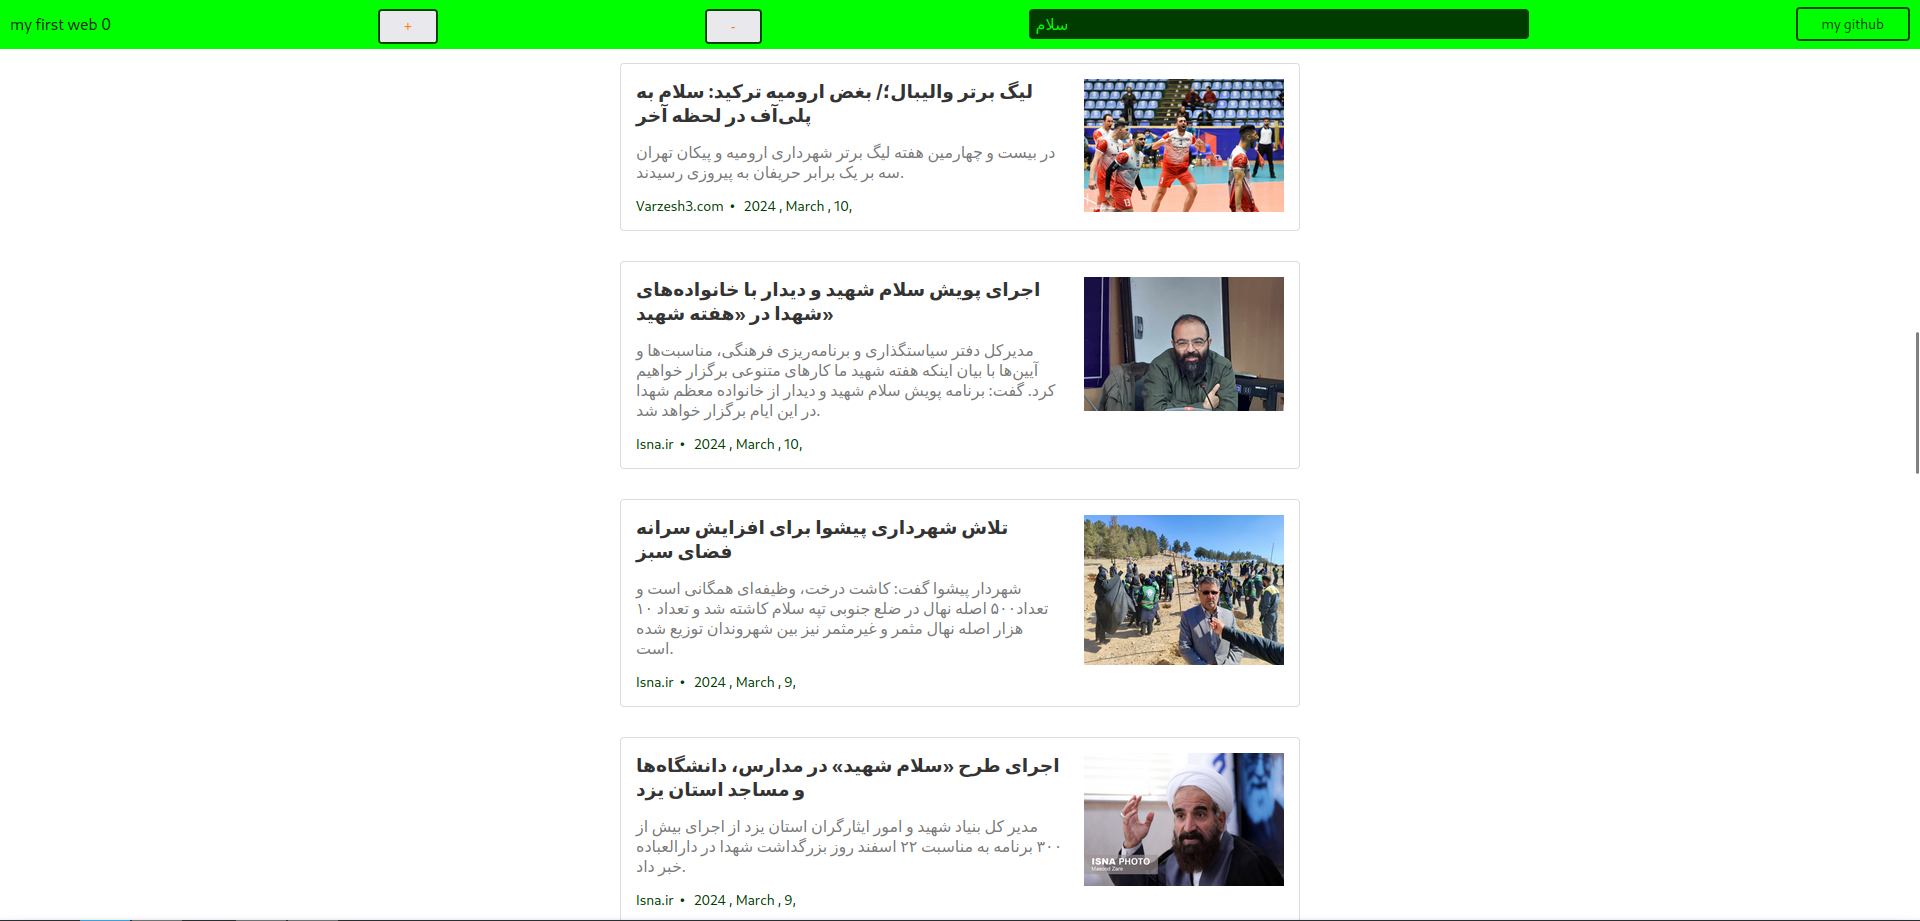 my first web 0
+
-
سلام
my github
لیگ برتر والیبال؛/ بغض ارومیه ترکید: سلام به
پلی‌آف در لحظه آخر
در بیست و چهارمین هفته لیگ برتر شهرداری ارومیه و پیکان تهران
سه بر یک برابر حریفان به پیروزی رسیدند.
Varzesh3.com • 2024 , March , 10,
اجرای پویش سلام شهید و دیدار با خانواده‌های
شهدا در «هفته شهید»
مدیرکل دفتر سیاستگذاری و برنامه‌ریزی فرهنگی، مناسبت‌ها و
آیین‌ها با بیان اینکه هفته شهید ما کارهای متنوعی برگزار خواهیم
کرد. گفت: برنامه پویش سلام شهید و دیدار از خانواده معظم شهدا
در این ایام برگزار خواهد شد.
Isna.ir • 2024 , March , 10,
تلاش شهرداری پیشوا برای افزایش سرانه
فضای سبز
شهردار پیشوا گفت: کاشت درخت، وظیفه‌ای همگانی است و
تعداد۵۰۰ اصله نهال در ضلع جنوبی تپه سلام کاشته شد و تعداد ۱۰
هزار اصله نهال مثمر و غیرمثمر نیز بین شهروندان توزیع شده
است.
Isna.ir • 2024 , March , 9,
اجرای طرح «سلام شهید» در مدارس، دانشگاه‌ها
و مساجد استان یزد
مدیر کل بنیاد شهید و امور ایثارگران استان یزد از اجرای بیش از
۳۰۰ برنامه به مناسبت ۲۲ اسفند روز بزرگداشت شهدا در دارالعباده
خبر داد.
ISNA PHOTO
Isna.ir • 2024 , March , 9,